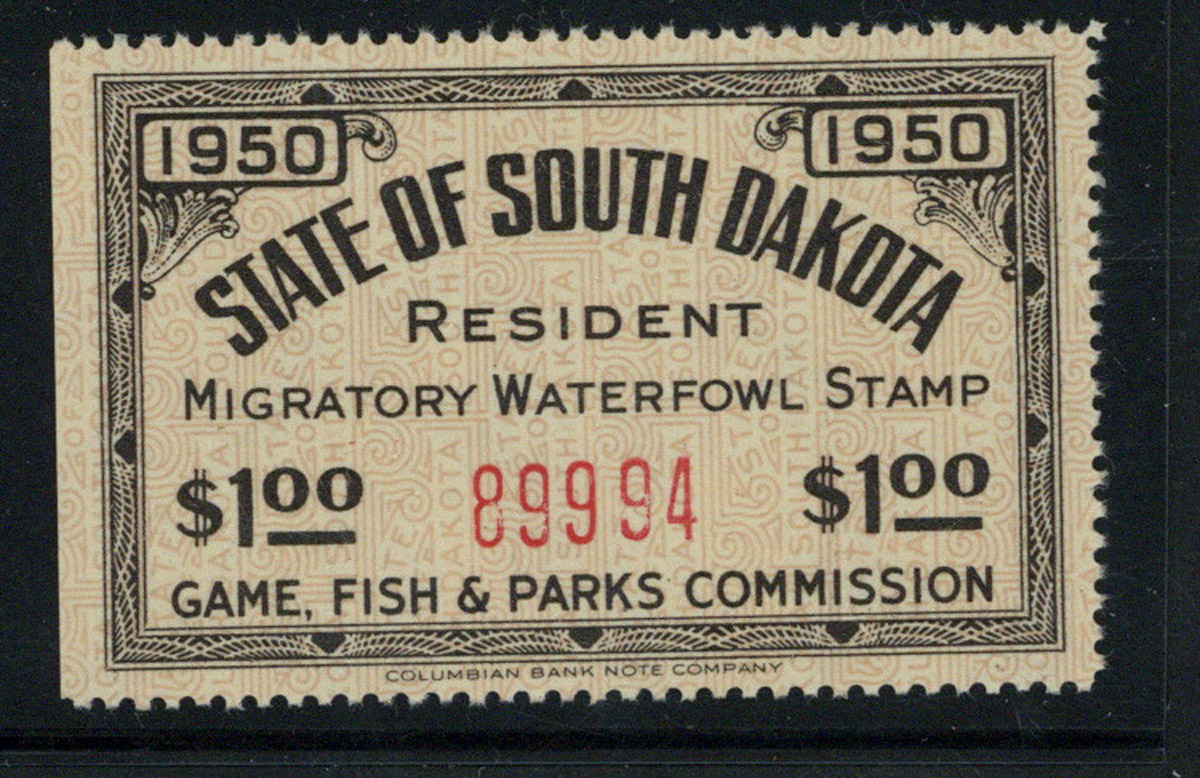 1950 1950
STATE OF SOUTH DAKOTA
RESIDENT
MIGRATORY WATERFOWL STAMP
$1.00 89994 $1.00
GAME, FISH & PARKS COMMISSION
COLUMBIAN BANK NOTE COMPANY